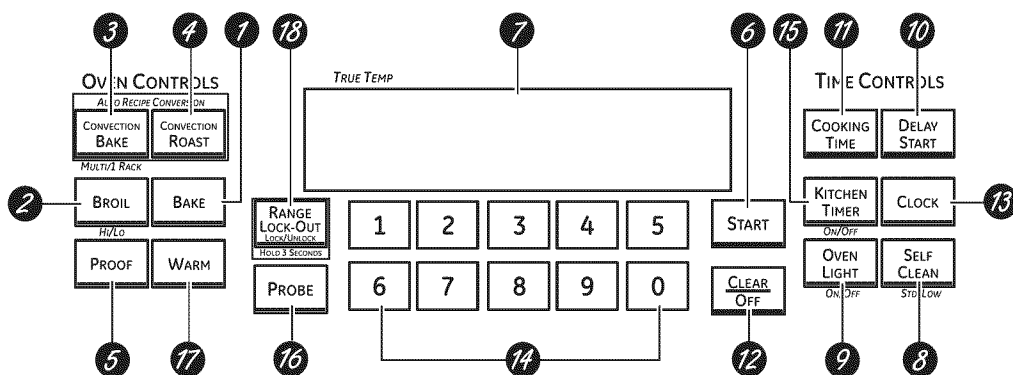 3 4 1 18 7 6 15 11 10
TRUE TEMP
OVEN CONTROLS
TIME CONTROLS
AUTO RECIPE CONVERSION
CONVECTION
BAKE
CONVECTION
ROAST
COOKING
TIME
DELAY
START
MULTI/1 RACK
2
BROIL
BAKE
HI/LO
RANGE
LOCK-OUT
LOCK/UNLOCK
HOLD 3 SECONDS
1 2 3 4 5
START
KITCHEN
TIMER
ON/OFF
CLOCK
13
PROOF
WARM
PROBE
6 7 8 9 0
CLEAR
OFF
OVEN
LIGHT
ON/OFF
SELF
CLEAN
STD/LOW
5 17 16 14 12 9 8